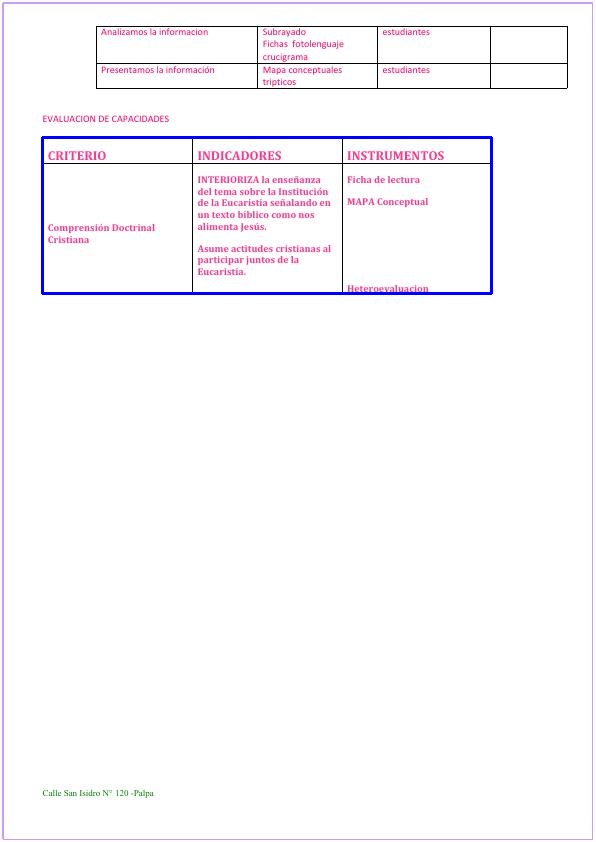 Analizamos la informacion
Subrayado
Fichas fotolenguaje
crucigrama
estudiantes
Presentamos la información
Mapa conceptuales
tripticos
estudiantes
EVALUACION DE CAPACIDADES
CRITERIO
INDICADORES
INSTRUMENTOS
Comprensión Doctrinal
Cristiana
INTERIORIZA la enseñanza
del tema sobre la Institución
de la Eucaristía señalando en
un texto bíblico como nos
alimenta Jesús.
Asume actitudes cristianas al
participar juntos de la
Eucaristía.
Ficha de lectura
MAPA Conceptual
Heteroevaluacion
Calle San Isidro N° 120 -Palpa